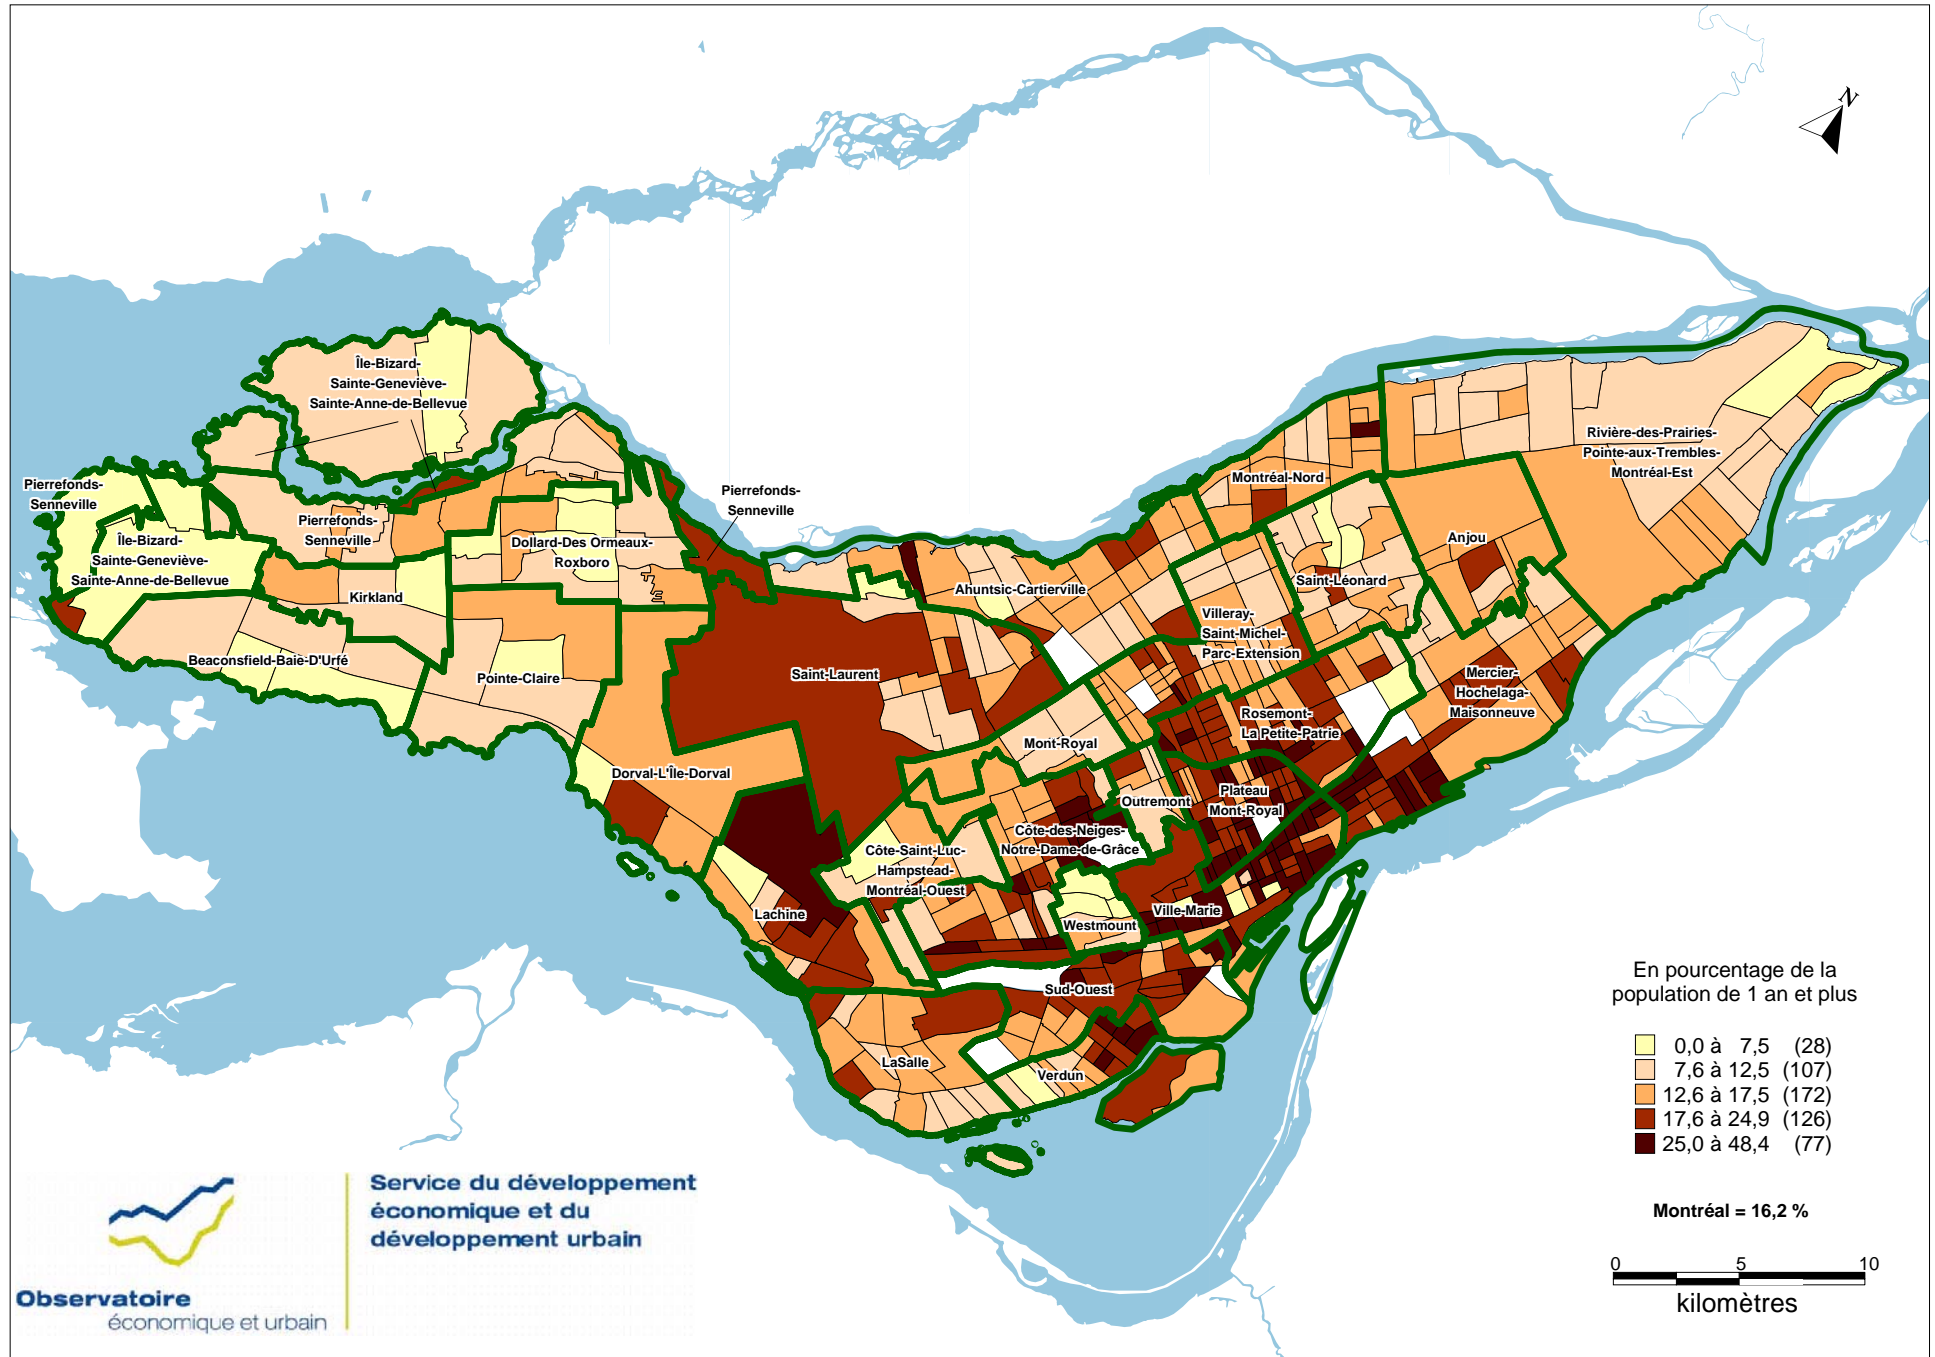 N
Île-Bizard-
Sainte-Geneviève-
Sainte-Anne-de-Bellevue
Pierrefonds-
Senneville
Pierrefonds-
Senneville
Île-Bizard-
Sainte-Geneviève-
Sainte-Anne-de-Bellevue
Pierrefonds-
Senneville
Dollard-Des Ormeaux-
Roxboro
Kirkland
Beaconsfield-Baie-D'Urfé
Pointe-Claire
Dorval-L'Île-Dorval
Saint-Laurent
Ahuntsic-Cartierville
Montréal-Nord
Rivière-des-Prairies-
Pointe-aux-Trembles-
Montréal-Est
Anjou
Saint-Léonard
Villeray-
Saint-Michel-
Parc-Extension
Mercier-
Hochelaga-
Maisonneuve
Rosemont-
La Petite-Patrie
Mont-Royal
Outremont
Plateau
Mont-Royal
Côte-des-Neiges-
Notre-Dame-de-Grâce
Côte-Saint-Luc-
Hampstead-
Montréal-Ouest
Lachine
Westmount
Ville-Marie
Sud-Ouest
LaSalle
Verdun
En pourcentage de la
population de 1 an et plus
0,0 à 7,5 (28)
7,6 à 12,5 (107)
12,6 à 17,5 (172)
17,6 à 24,9 (126)
25,0 à 48,4 (77)
Montréal = 16,2 %
0 5 10
kilomètres
Service du développement
économique et du
développement urbain
Observatoire
économique et urbain